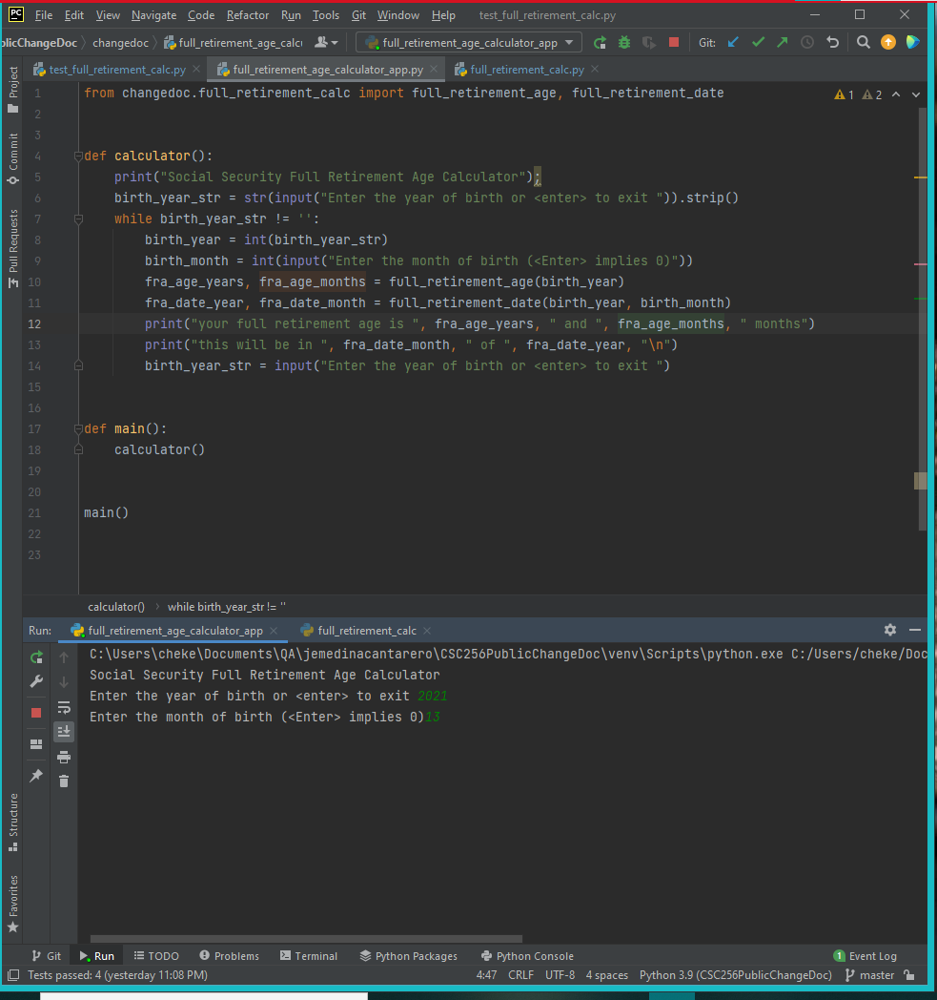 PC File Edit View Navigate Code Refactor Run Tools Git Window Help test_full_retirement_calc.py
blicChangeDoc changedoc full_retirement_age_calcu full_retirement_age_calculator_app Git:
test_full_retirement_calc.py full_retirement_age_calculator_app.py full_retirement_calc.py
Project
Commit
Pull Requests
1 from changedoc.full_retirement_calc import full_retirement_age, full_retirement_date 1 2
2
3
4 def calculator():
5 print("Social Security Full Retirement Age Calculator");
6 birth_year_str = str(input("Enter the year of birth or <enter> to exit ")).strip()
7 while birth_year_str != '':
8 birth_year = int(birth_year_str)
9 birth_month = int(input("Enter the month of birth (<Enter> implies 0)"))
10 fra_age_years, fra_age_months = full_retirement_age(birth_year)
11 fra_date_year, fra_date_month = full_retirement_date(birth_year, birth_month)
12 print("your full retirement age is ", fra_age_years, " and ", fra_age_months, " months")
13 print("this will be in ", fra_date_month, " of ", fra_date_year, "\n")
14 birth_year_str = input("Enter the year of birth or <enter> to exit ")
15
16
17 def main():
18 calculator()
19
20
21 main()
22
23
calculator() while birth_year_str != ''
Run: full_retirement_age_calculator_app full_retirement_calc
C:\Users\cheke\Documents\QA\jemedinacantarero\CSC256PublicChangeDoc\venv\Scripts\python.exe C:/Users/cheke/Doc
Social Security Full Retirement Age Calculator
Enter the year of birth or <enter> to exit 2021
Enter the month of birth (<Enter> implies 0)13
Structure
Favorites
Git Run TODO Problems Terminal Python Packages Python Console 1 Event Log
Tests passed: 4 (yesterday 11:08 PM) 4:47 CRLF UTF-8 4 spaces Python 3.9 (CSC256PublicChangeDoc) master